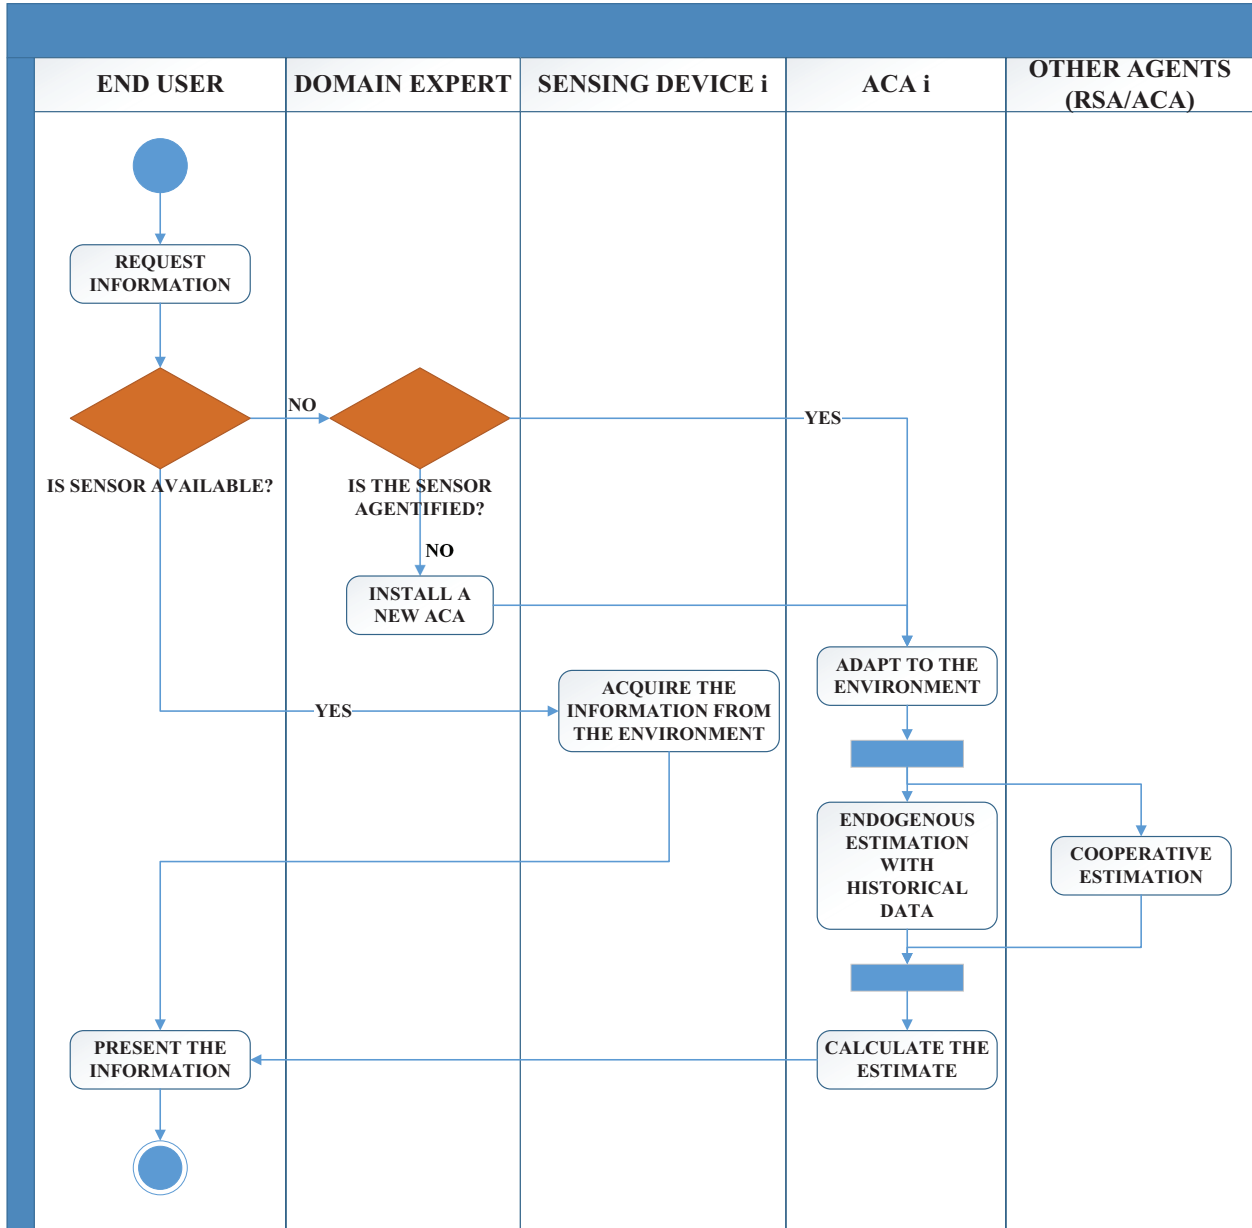 END USER
DOMAIN EXPERT
SENSING DEVICE i
ACA i
OTHER AGENTS
(RSA/ACA)
REQUEST
INFORMATION
NO
YES
IS SENSOR AVAILABLE?
IS THE SENSOR
AGENTIFIED?
NO
INSTALL A
NEW ACA
ADAPT TO THE
ENVIRONMENT
YES
ACQUIRE THE
INFORMATION FROM
THE ENVIRONMENT
ENDOGENOUS
ESTIMATION
WITH
HISTORICAL
DATA
COOPERATIVE
ESTIMATION
PRESENT THE
INFORMATION
CALCULATE THE
ESTIMATE